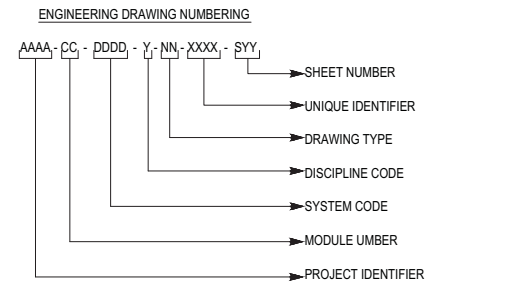 ENGINEERING DRAWING NUMBERING
AAAA - CC - DDDD - Y - NN - XXXX - SYY
SHEET NUMBER
UNIQUE IDENTIFIER
DRAWING TYPE
DISCIPLINE CODE
SYSTEM CODE
MODULE UMBER
PROJECT IDENTIFIER